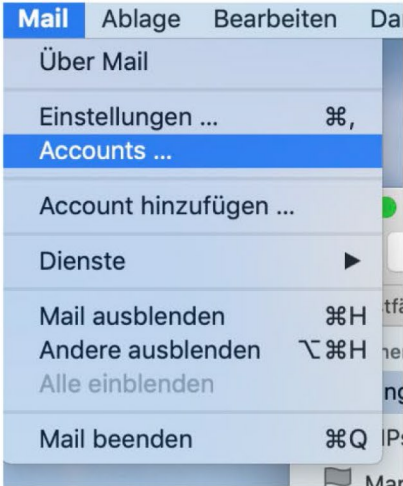 Mail Ablage Bearbeiten
Über Mail
Einstellungen ... ⌘,
Accounts ...
Account hinzufügen ...
Dienste ▶
Mail ausblenden ⌘H
Andere ausblenden ⌥⌘H
Alle einblenden
Mail beenden ⌘Q